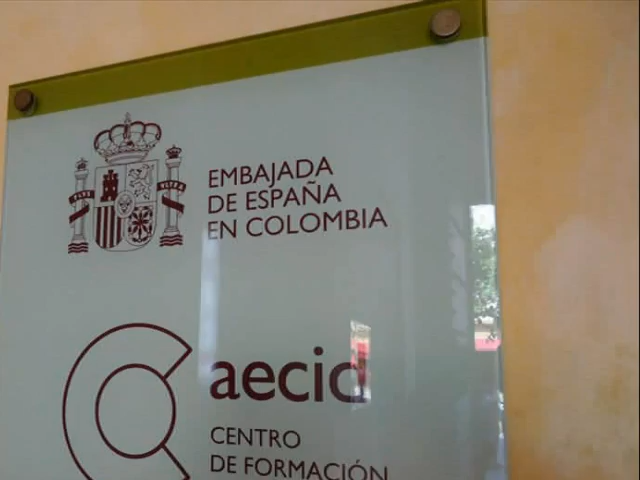 EMBAJADA
DE ESPAÑA
EN COLOMBIA
aecid
CENTRO
DE FORMACIÓN